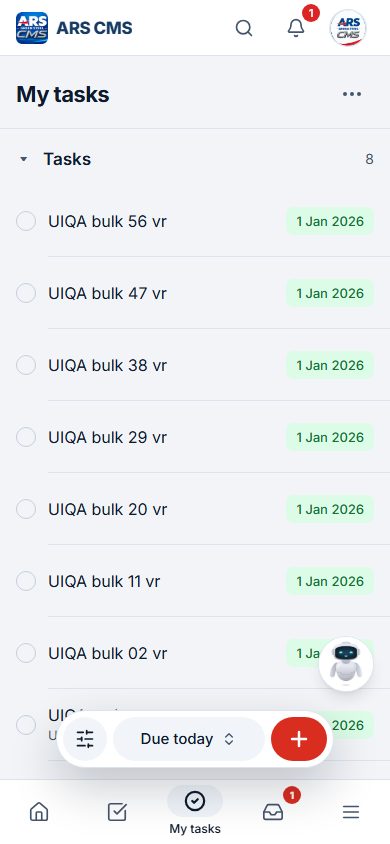 ARS CMS
1
My tasks
Tasks 8
UIQA bulk 56 vr 1 Jan 2026
UIQA bulk 47 vr 1 Jan 2026
UIQA bulk 38 vr 1 Jan 2026
UIQA bulk 29 vr 1 Jan 2026
UIQA bulk 20 vr 1 Jan 2026
UIQA bulk 11 vr 1 Jan 2026
UIQA bulk 02 vr 1 Ja
2026
Due today
1
My tasks